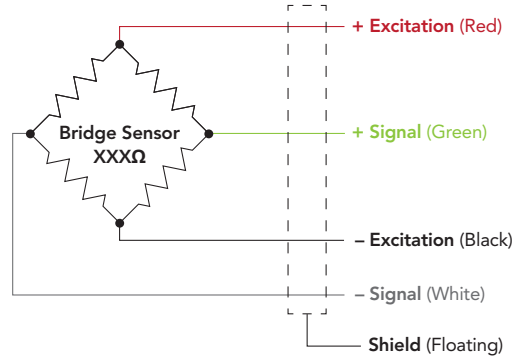 + Excitation (Red)
Bridge Sensor
XXXΩ
+ Signal (Green)
– Excitation (Black)
– Signal (White)
Shield (Floating)